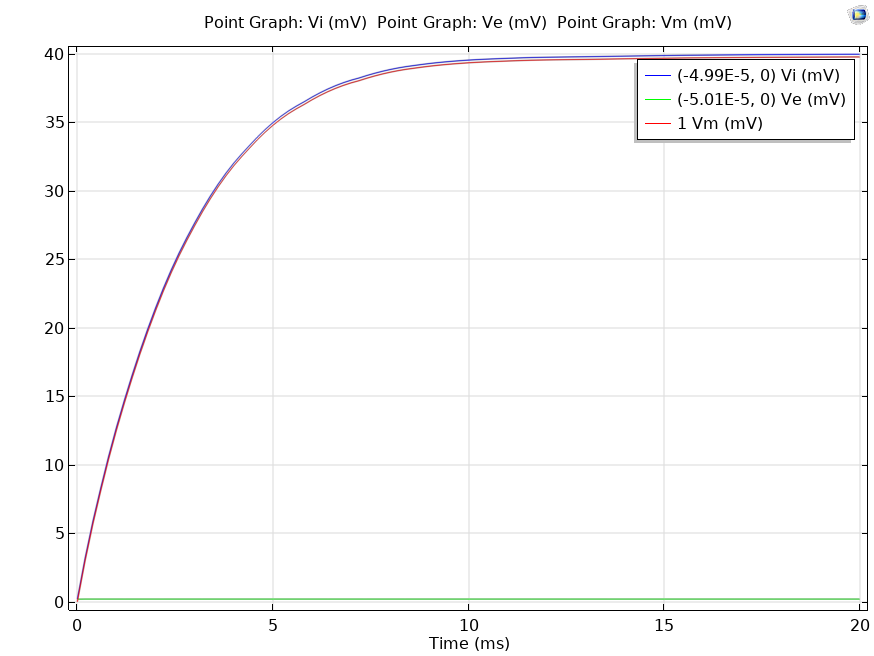 Point Graph: Vi (mV) Point Graph: Ve (mV) Point Graph: Vm (mV)
40
35
30
25
20
15
10
5
0
(-4.99E-5, 0) Vi (mV)
(-5.01E-5, 0) Ve (mV)
1 Vm (mV)
0 5 10 15 20
Time (ms)